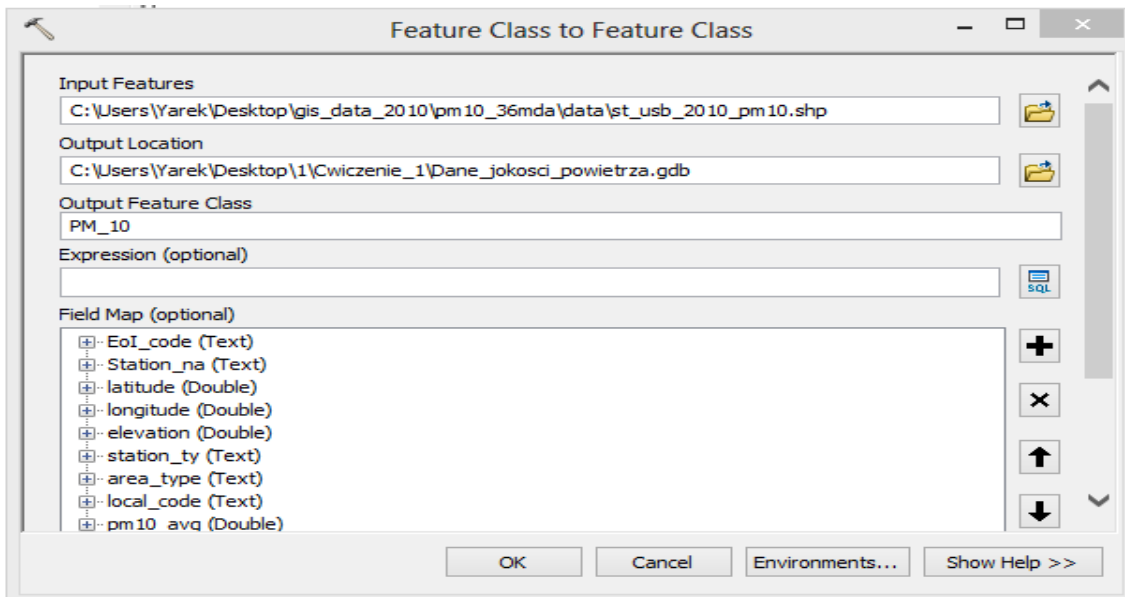 Feature Class to Feature Class
Input Features
C:\Users\Yarek\Desktop\gis_data_2010\pm10_36mda\data\st_usb_2010_pm10.shp
Output Location
C:\Users\Yarek\Desktop\1\Cwiczenie_1\Dane_jokosci_powietrza.gdb
Output Feature Class
PM_10
Expression (optional)
SQL
Field Map (optional)
EoI_code (Text)
Station_na (Text)
latitude (Double)
longitude (Double)
elevation (Double)
station_ty (Text)
area_type (Text)
local_code (Text)
pm10_avg (Double)
OK Cancel Environments... Show Help >>